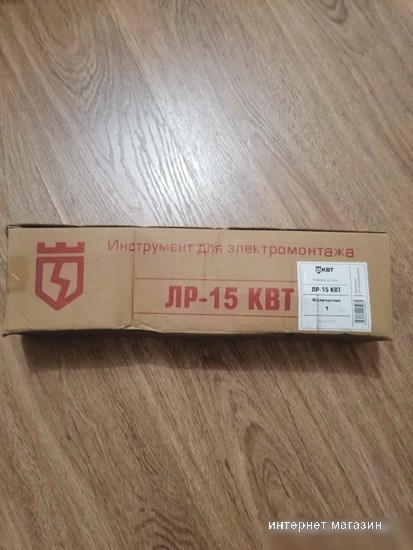 Инструмент для электромонтажа
ЛР-15 КВТ
КВТ
ЛР-15 КВТ
Количество
1
интернет магазин